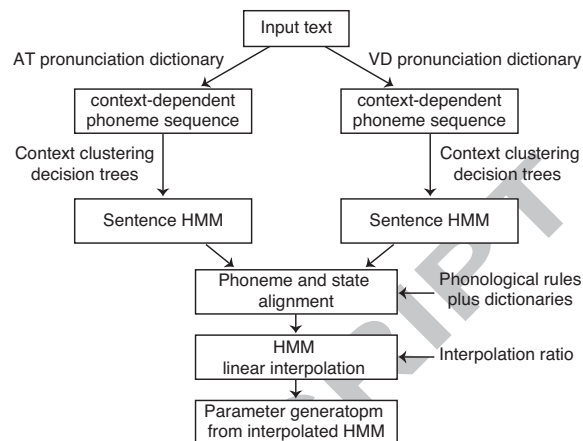 Input text
AT pronunciation dictionary
VD pronunciation dictionary
context-dependent
phoneme sequence
context-dependent
phoneme sequence
Context clustering
decision trees
Context clustering
decision trees
Sentence HMM
Sentence HMM
Phoneme and state
alignment
Phonological rules
plus dictionaries
HMM
linear interpolation
Interpolation ratio
Parameter generatopm
from interpolated HMM
SCRIPT